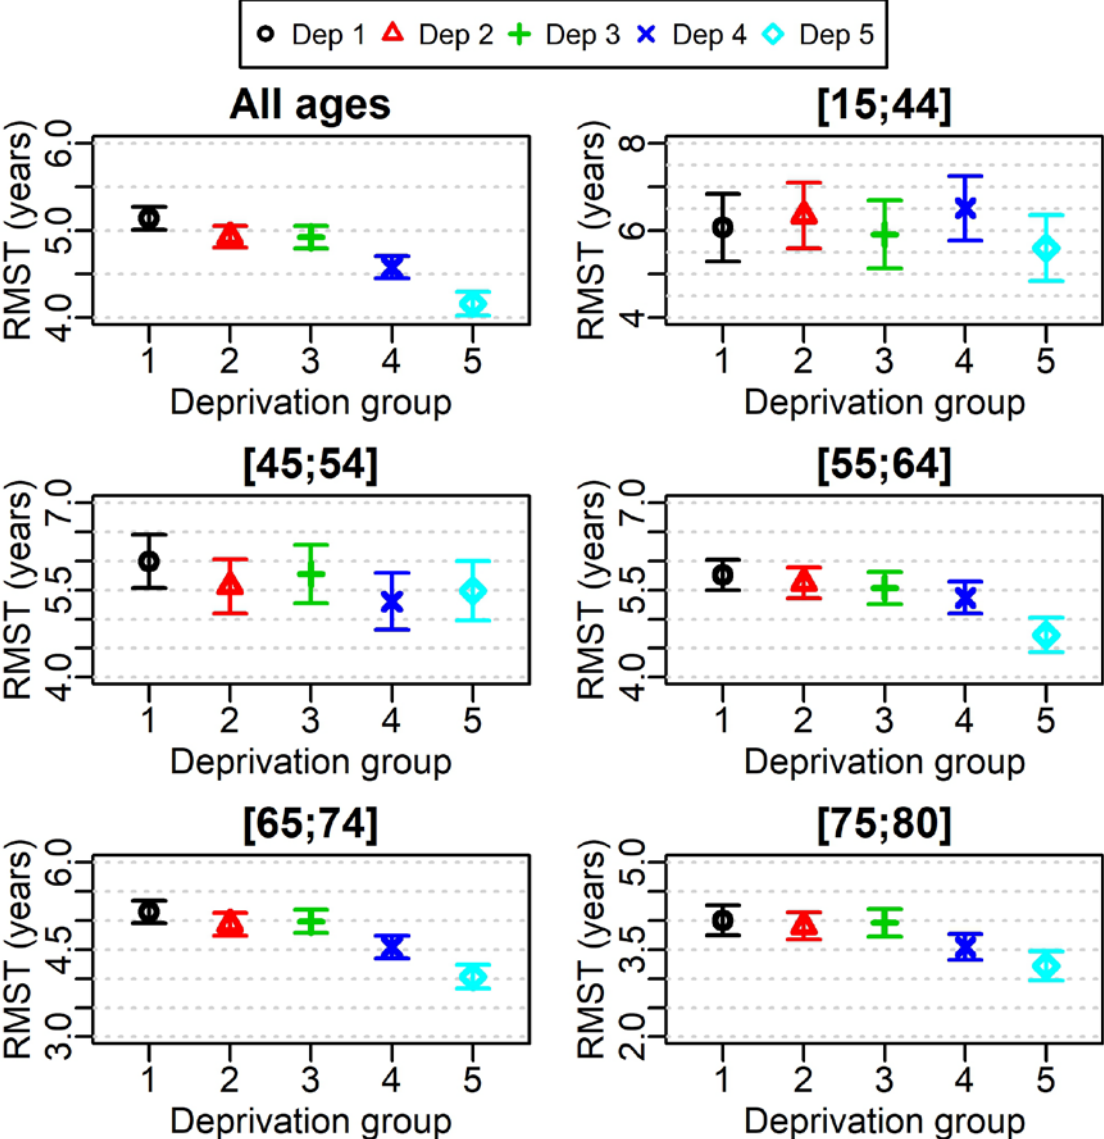 Dep 1 Dep 2 Dep 3 Dep 4 Dep 5
All ages
RMST (years)
6.0
5.0
4.0
1 2 3 4 5
Deprivation group
[15;44]
RMST (years)
8
6
4
1 2 3 4 5
Deprivation group
[45;54]
RMST (years)
7.0
5.5
4.0
1 2 3 4 5
Deprivation group
[55;64]
RMST (years)
7.0
5.5
4.0
1 2 3 4 5
Deprivation group
[65;74]
RMST (years)
6.0
4.5
3.0
1 2 3 4 5
Deprivation group
[75;80]
RMST (years)
5.0
3.5
2.0
1 2 3 4 5
Deprivation group